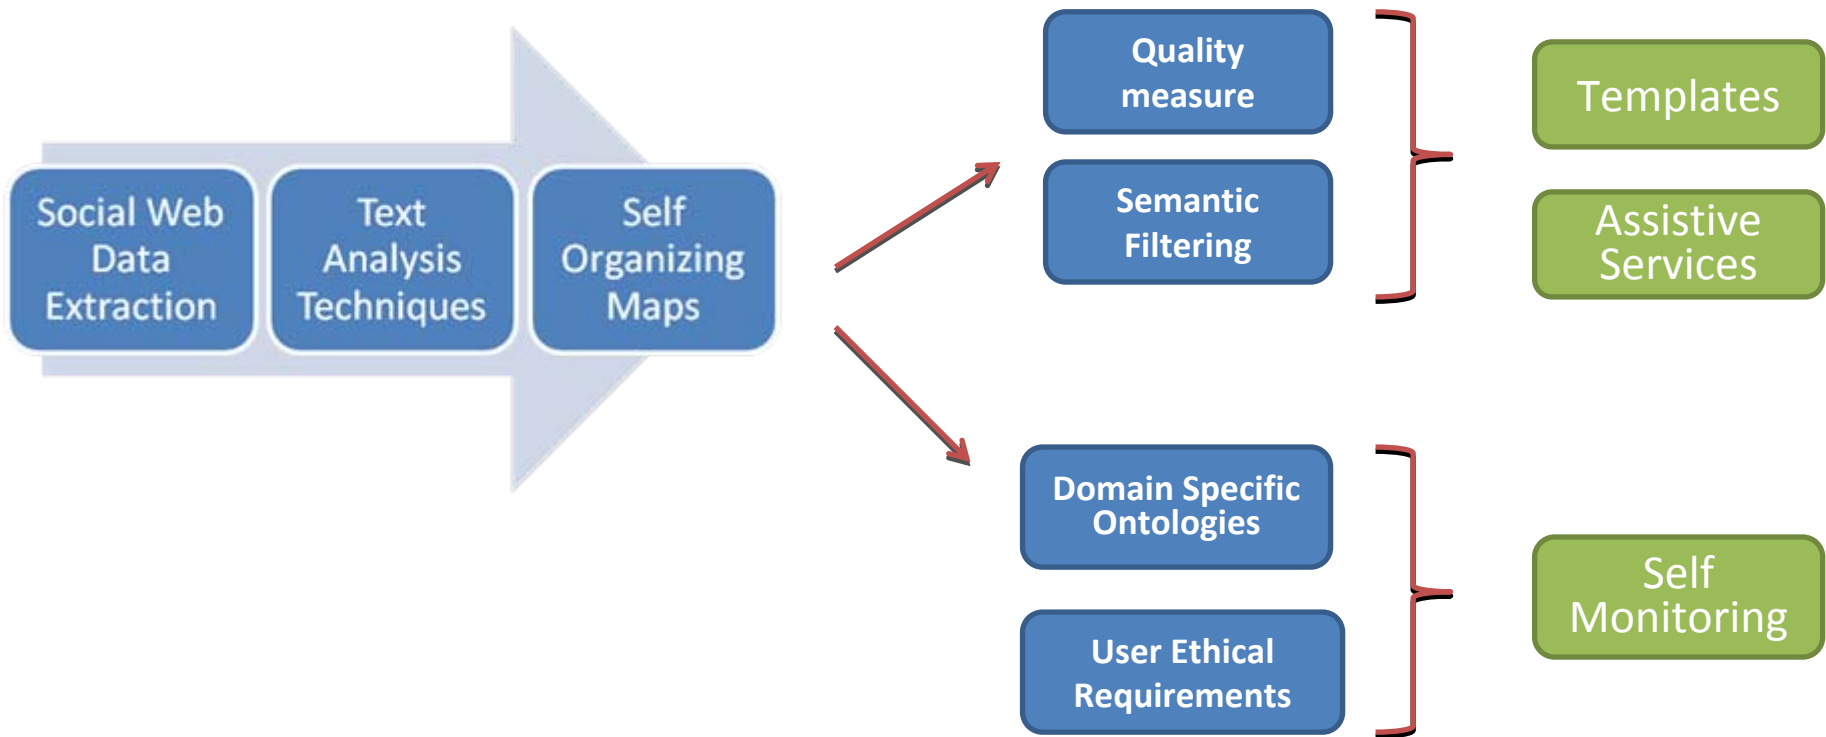 Social Web
Data
Extraction
Text
Analysis
Techniques
Self
Organizing
Maps
Quality
measure
Semantic
Filtering
Templates
Assistive
Services
Domain Specific
Ontologies
User Ethical
Requirements
Self
Monitoring